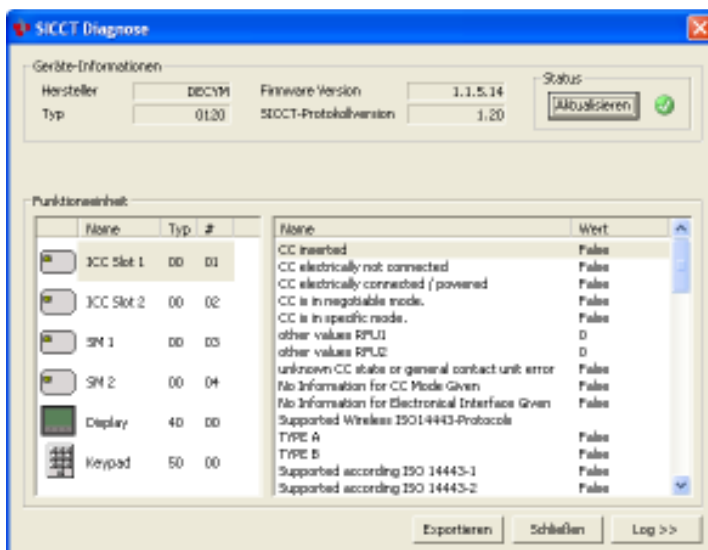 SICCT Diagnose
Geräte-Informationen
Hersteller DECYM Firmware Version 1.1.5.14
Typ 0120 SICCT-Protokollversion 1.20
Status
Aktualisieren
Funktionseinheit
Name Typ #
ICC Slot 1 00 01
ICC Slot 2 00 02
SM 1 00 03
SM 2 00 04
Display 40 00
Keypad 50 00
Name Wert
CC inserted False
CC electrically not connected False
CC electrically connected / powered False
CC is in negotiable mode. False
CC is in specific mode. False
other values RFU1 0
other values RFU2 0
unknown CC state or general contact unit error False
No Information for CC Mode Given False
No Information for Electronical Interface Given False
Supported Wireless ISO14443-Protocols
TYPE A False
TYPE B False
Supported according ISO 14443-1 False
Supported according ISO 14443-2 False
Exportieren Schließen Log >>